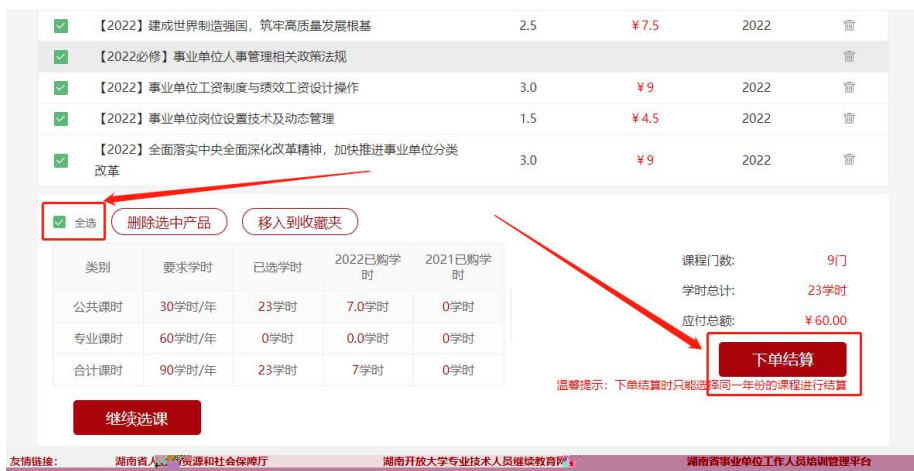 【2022】建成世界制造强国，筑牢高质量发展根基 2.5 ¥7.5 2022
【2022必修】事业单位人事管理相关政策法规
【2022】事业单位工资制度与绩效工资设计操作 3.0 ¥9 2022
【2022】事业单位岗位设置技术及动态管理 1.5 ¥4.5 2022
【2022】全面落实中央全面深化改革精神，加快推进事业单位分类
改革 3.0 ¥9 2022
全选 删除选中产品 移入到收藏夹
类别 要求学时 已选学时 2022已购学
时 2021已购学
时
公共课时 30学时/年 23学时 7.0学时 0学时
专业课时 60学时/年 0学时 0.0学时 0学时
合计课时 90学时/年 23学时 7学时 0学时
课程门数: 9门
学时总计: 23学时
应付总额: ¥60.00
下单结算
温馨提示：下单结算时只能选择同一年份的课程进行结算
继续选课
友情链接: 湖南省人 资源和社会保障厅 湖南开放大学专业技术人员继续教育网 湖南省事业单位工作人员培训管理平台